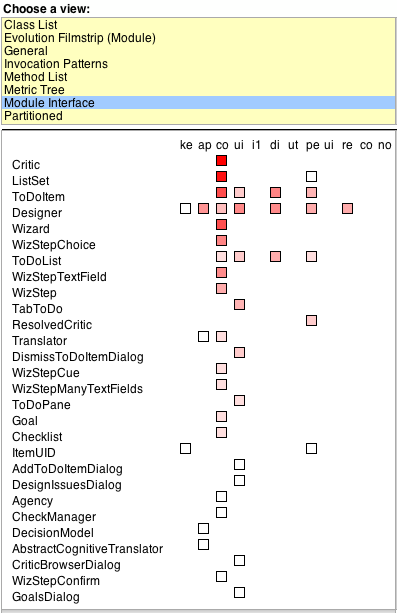 Choose a view:
Class List
Evolution Filmstrip (Module)
General
Invocation Patterns
Method List
Metric Tree
Module Interface
Partitioned
ke ap co ui i1 di ut pe ui re co no
Critic
ListSet
ToDoItem
Designer
Wizard
WizStepChoice
ToDoList
WizStepTextField
WizStep
TabToDo
ResolvedCritic
Translator
DismissToDoItemDialog
WizStepCue
WizStepManyTextFields
ToDoPane
Goal
Checklist
ItemUID
AddToDoItemDialog
DesignIssuesDialog
Agency
CheckManager
DecisionModel
AbstractCognitiveTranslator
CriticBrowserDialog
WizStepConfirm
GoalsDialog